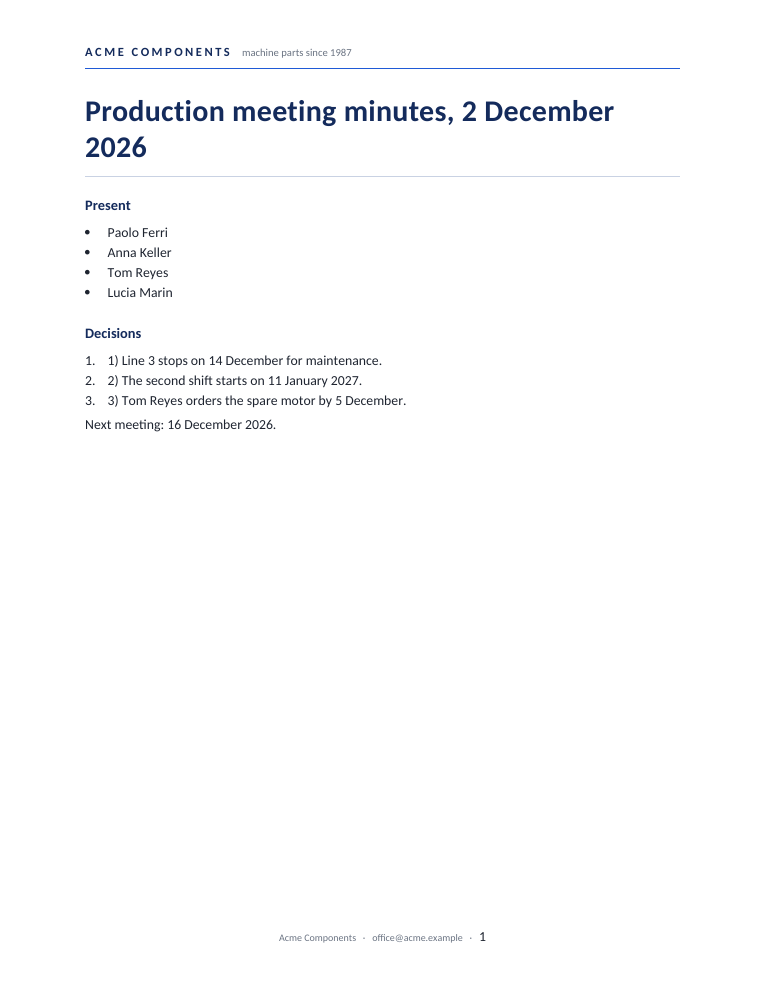 ACME COMPONENTS machine parts since 1987
Production meeting minutes, 2 December
2026
Present
• Paolo Ferri
• Anna Keller
• Tom Reyes
• Lucia Marin
Decisions
1. 1) Line 3 stops on 14 December for maintenance.
2. 2) The second shift starts on 11 January 2027.
3. 3) Tom Reyes orders the spare motor by 5 December.
Next meeting: 16 December 2026.
Acme Components · office@acme.example · 1